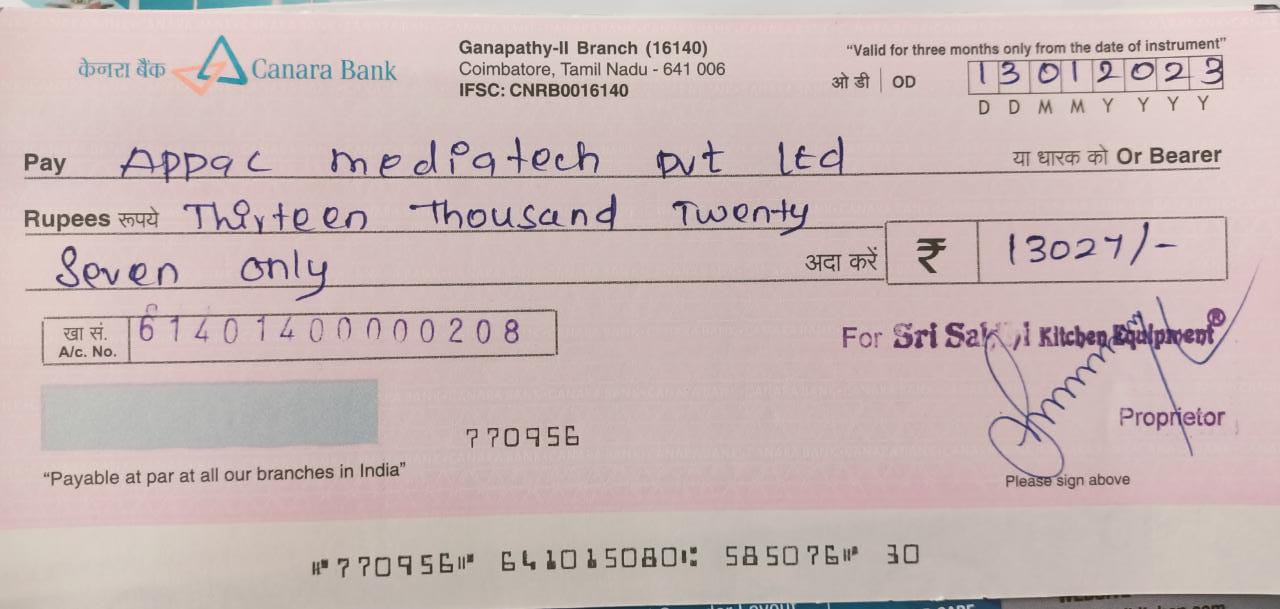 केनरा बैंक Canara Bank
Ganapathy-II Branch (16140)
Coimbatore, Tamil Nadu - 641 006
IFSC: CNRB0016140
"Valid for three months only from the date of instrument"
ओ डी | OD 13012023
D D M M Y Y Y Y
Pay Appac mediatech pvt ltd या धारक को Or Bearer
Rupees रूपये Thirteen Thousand Twenty
Seven only अदा करें ₹ 13027/-
खा सं. A/c. No. 6140140000208
For Sri Kitchen Equipment®
Proprietor
770956
"Payable at par at all our branches in India"
Please sign above
⑈770956⑈ 641015080⑆ 585076⑈ 30